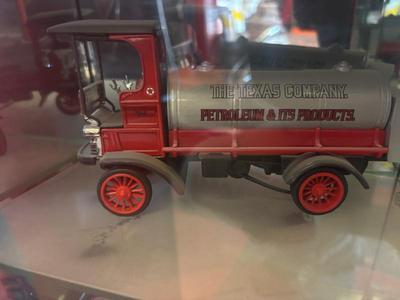 THE TEXAS COMPANY.
PETROLEUM & ITS PRODUCTS.